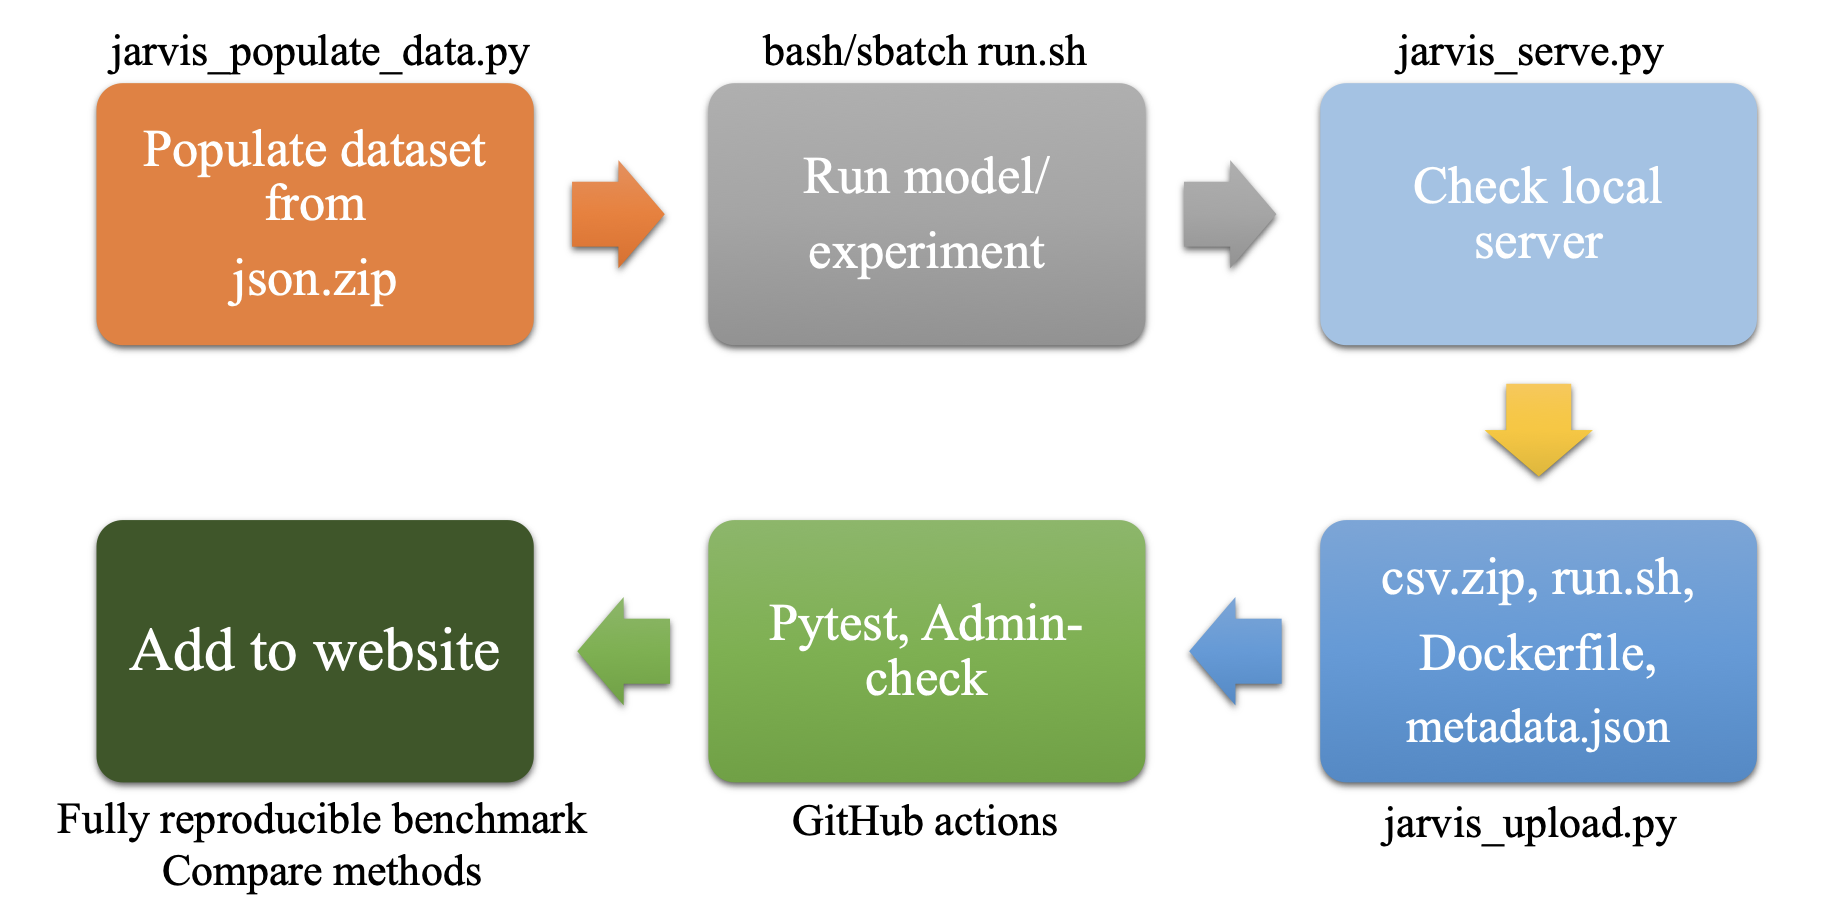 jarvis_populate_data.py
Populate dataset
from
json.zip
bash/sbatch run.sh
Run model/
experiment
jarvis_serve.py
Check local
server
csv.zip, run.sh,
Dockerfile,
metadata.json
jarvis_upload.py
Pytest, Admin-
check
GitHub actions
Add to website
Fully reproducible benchmark
Compare methods